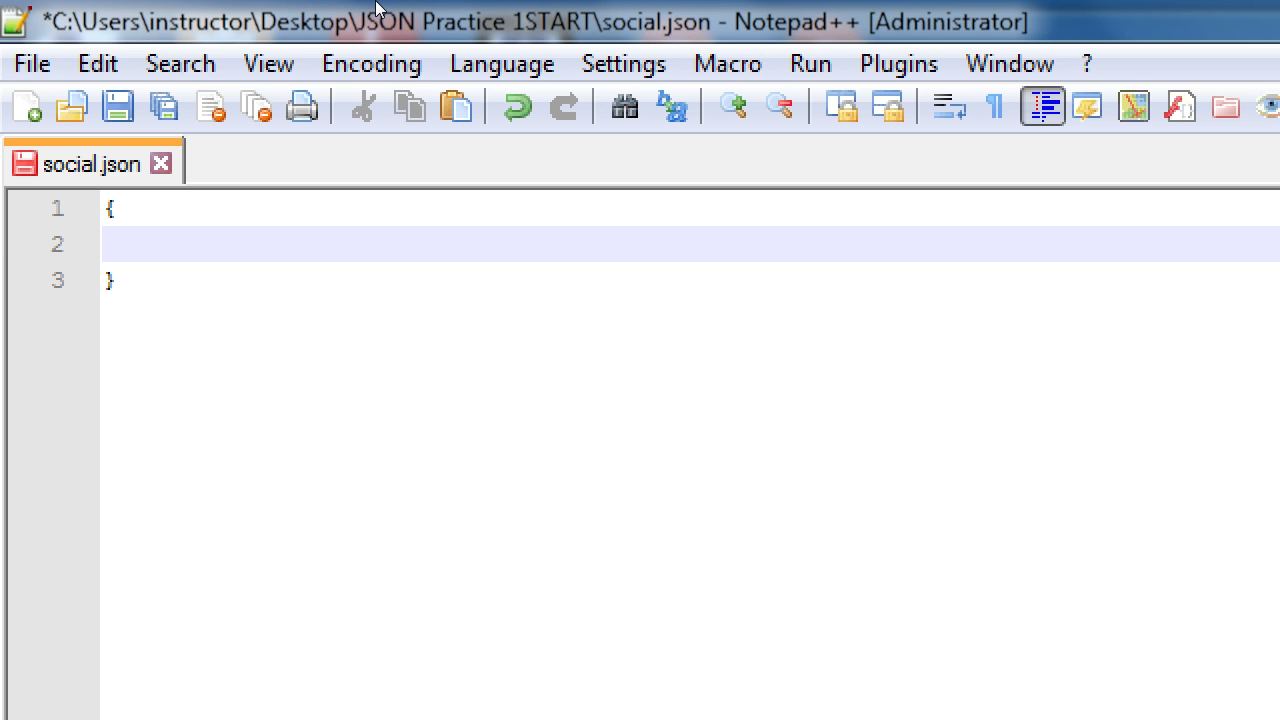 *C:\Users\instructor\Desktop\JSON Practice 1START\social.json - Notepad++ [Administrator]
File Edit Search View Encoding Language Settings Macro Run Plugins Window ?
social.json
1 {
2
3 }